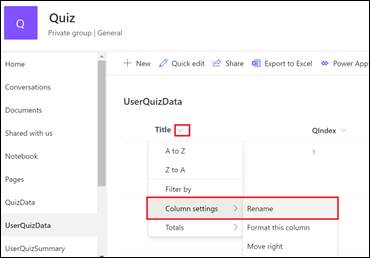 Q
Quiz
Private group | General
Home
Conversations
Documents
Shared with us
Notebook
Pages
QuizData
UserQuizData
UserQuizSummary
+ New Quick edit Share Export to Excel Power App
UserQuizData
Title QIndex
A to Z 1
Z to A
Filter by
Column settings Rename
Totals Format this column
Move right